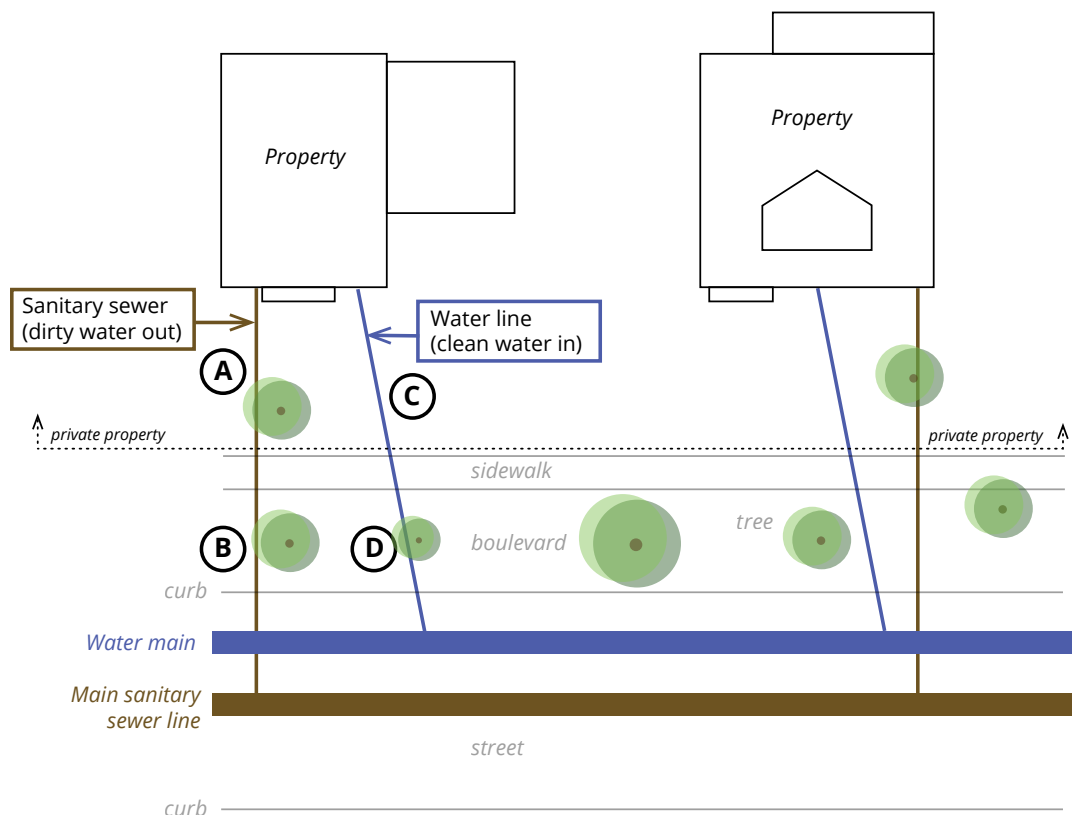 Property
Property
Sanitary sewer
(dirty water out)
Water line
(clean water in)
A
C
private property
private property
sidewalk
B
D
boulevard
tree
curb
Water main
Main sanitary
sewer line
street
curb